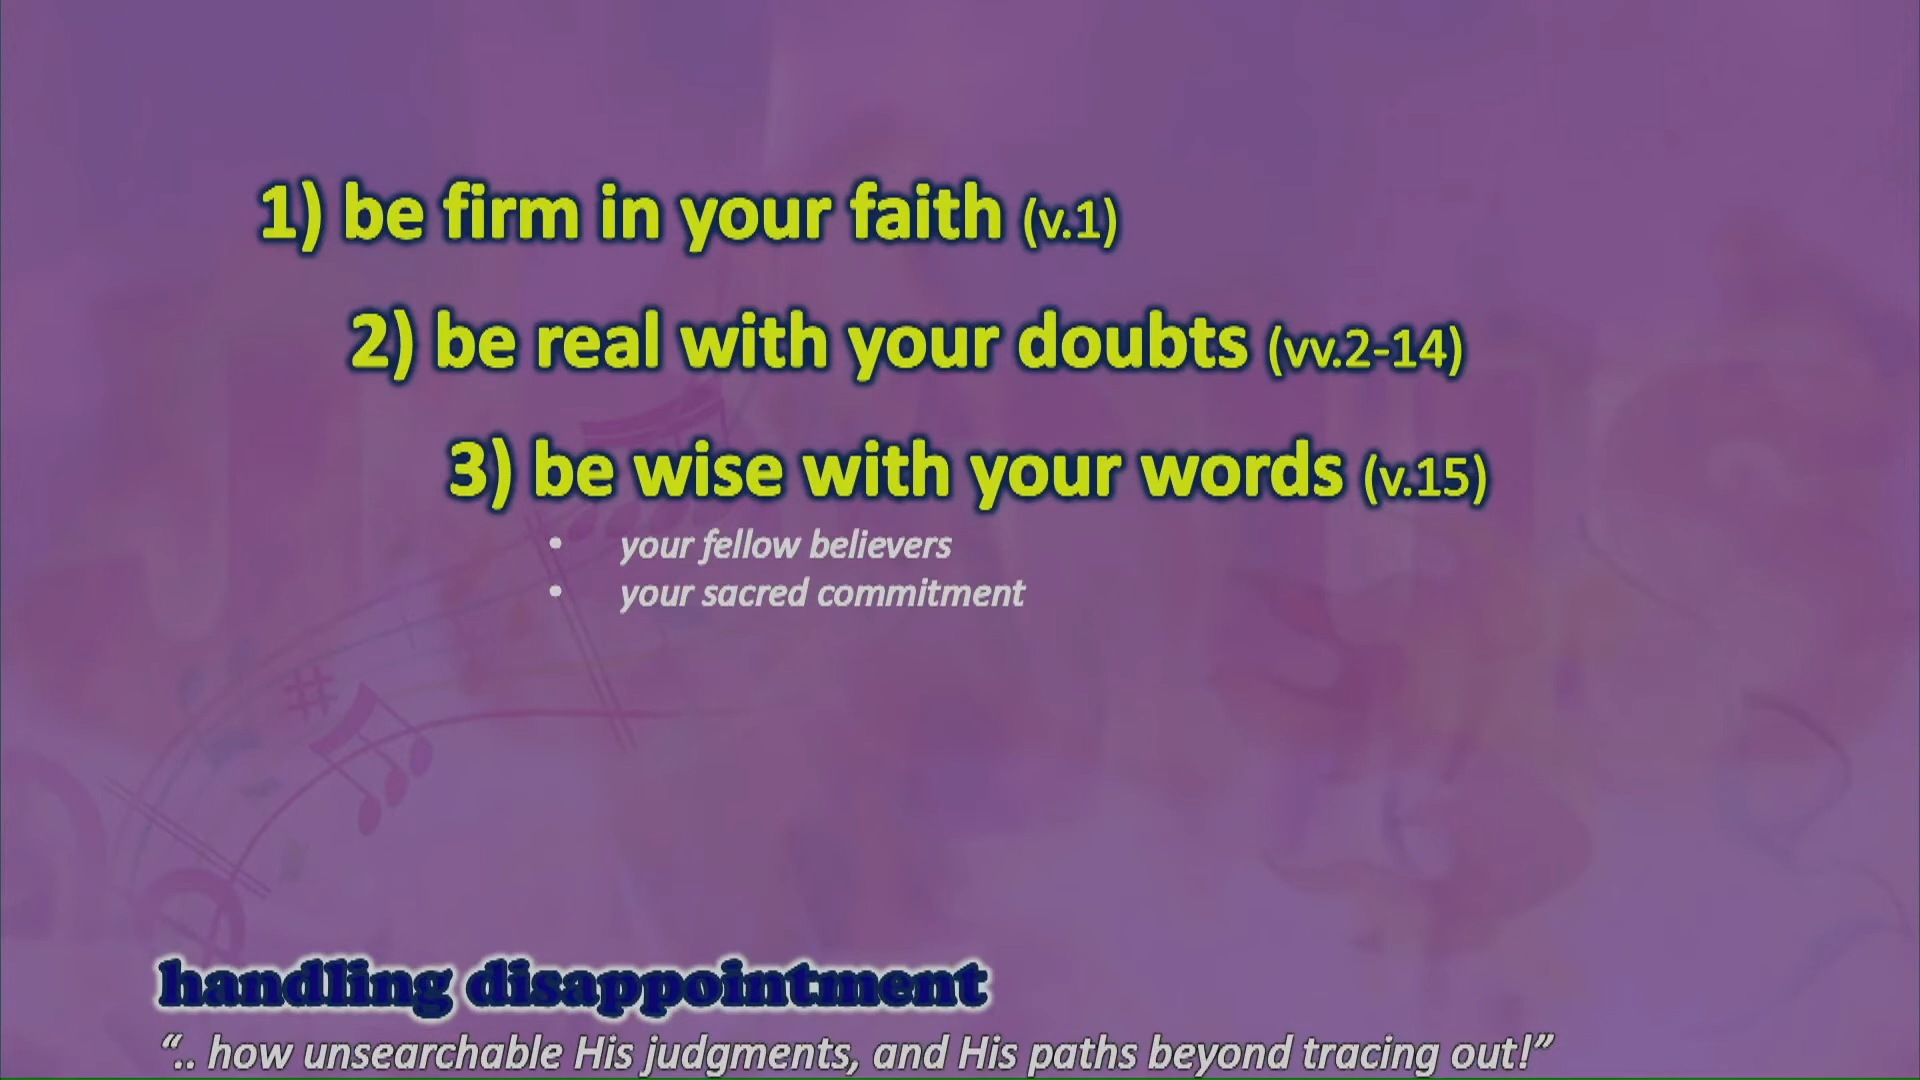 1) be firm in your faith (v.1)
2) be real with your doubts (vv.2-14)
3) be wise with your words (v.15)
• your fellow believers
• your sacred commitment
handling disappointment
“.. how unsearchable His judgments, and His paths beyond tracing out!”